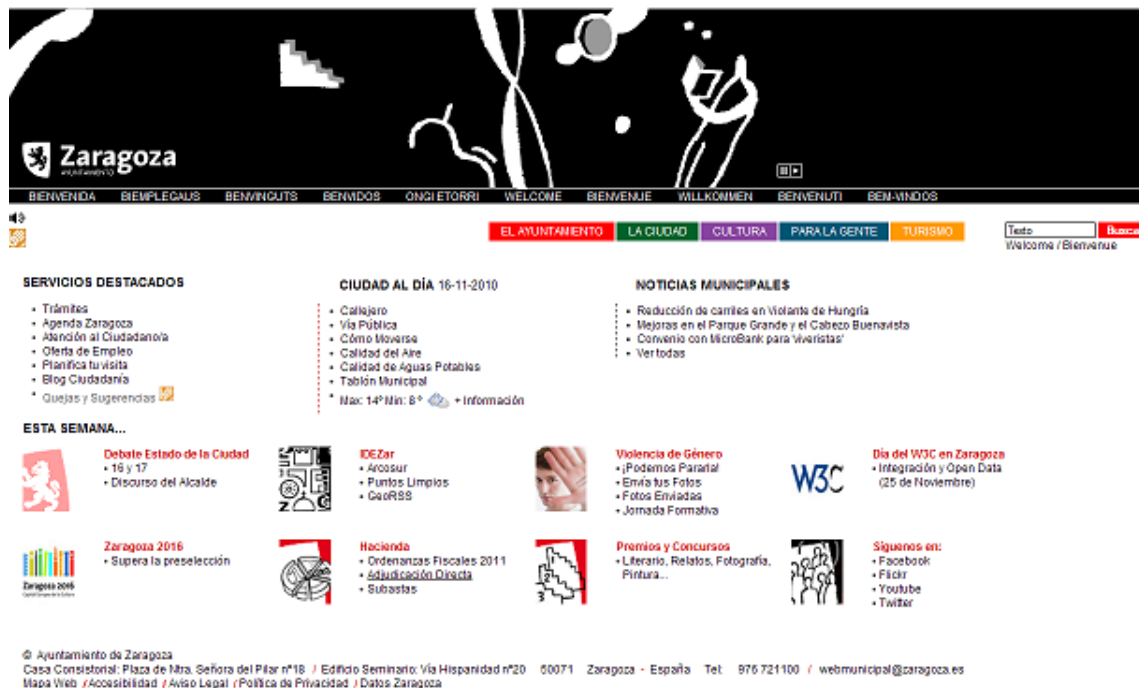 Zaragoza
AYUNTAMIENTO
BIENVENIDA BIEMPLEGAUS BENVINGUTS BENVIDOS ONGI ETORRI WELCOME BIENVENUE WILLKOMMEN BENVENUTI BEM-VINDOS
EL AYUNTAMIENTO LA CIUDAD CULTURA PARA LA GENTE TURISMO
Texto Busca
Welcome / Bienvenue
SERVICIOS DESTACADOS
• Trámites
• Agenda Zaragoza
• Atención al Ciudadano/a
• Oferta de Empleo
• Planifica tu visita
• Blog Ciudadanía
• Quejas y Sugerencias
CIUDAD AL DÍA 16-11-2010
• Callejero
• Vía Pública
• Cómo Moverse
• Calidad del Aire
• Calidad de Aguas Potables
• Tablón Municipal
• Max: 14º Min: 8º + Información
NOTICIAS MUNICIPALES
• Reducción de carriles en Violante de Hungría
• Mejoras en el Parque Grande y el Cabezo Buenavista
• Convenio con MicroBank para 'viveristas'
• Ver todas
ESTA SEMANA...
Debate Estado de la Ciudad
• 16 y 17
• Discurso del Alcalde
IDEZar
• Arcosur
• Puntos Limpios
• GeoRSS
Violencia de Género
• ¡Podemos Pararla!
• Envía tus Fotos
• Fotos Enviadas
• Jornada Formativa
W3C
Día del W3C en Zaragoza
• Integración y Open Data
(25 de Noviembre)
Zaragoza 2016
Zaragoza 2016
• Supera la preselección
Hacienda
• Ordenanzas Fiscales 2011
• Adjudicación Directa
• Subastas
1
2
3
Premios y Concursos
• Literario, Relatos, Fotografía,
Pintura...
Síguenos en:
• Facebook
• Flickr
• Youtube
• Twitter
© Ayuntamiento de Zaragoza
Casa Consistorial: Plaza de Ntra. Señora del Pilar nº18 / Edificio Seminario: Vía Hispanidad nº20 50071 Zaragoza - España Tel: 976 721100 / webmunicipal@zaragoza.es
Mapa Web / Accesibilidad / Aviso Legal / Política de Privacidad / Datos Zaragoza